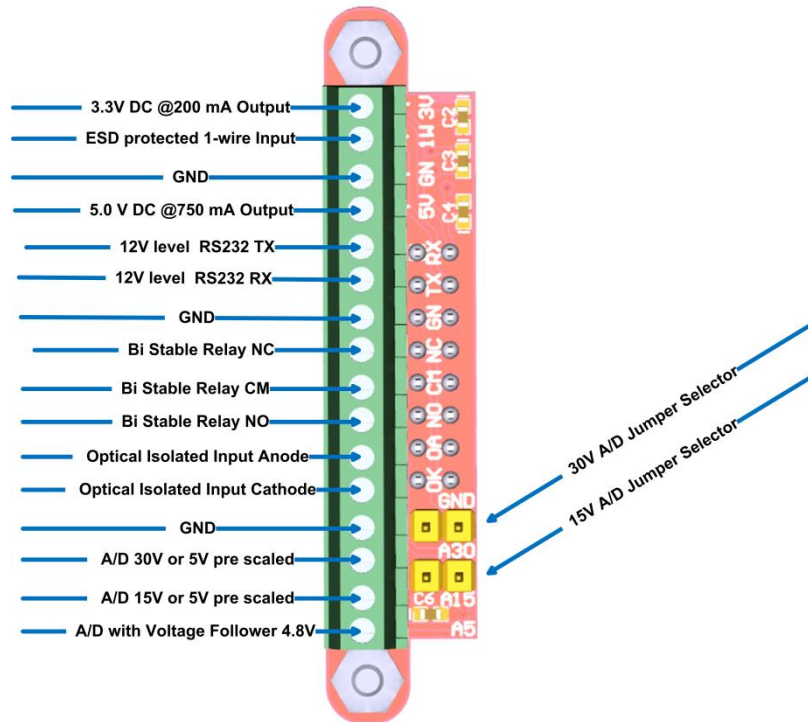 3.3V DC @200 mA Output
ESD protected 1-wire Input
GND
5.0 V DC @750 mA Output
12V level RS232 TX
12V level RS232 RX
GND
Bi Stable Relay NC
Bi Stable Relay CM
Bi Stable Relay NO
Optical Isolated Input Anode
Optical Isolated Input Cathode
GND
A/D 30V or 5V pre scaled
A/D 15V or 5V pre scaled
A/D with Voltage Follower 4.8V
3V
C2
1W
C3
GN
5V
C4
RX
TX
GN
NC
CM
NO
OA
OK
GND
A30
C6 A15
A5
30V A/D Jumper Selector
15V A/D Jumper Selector